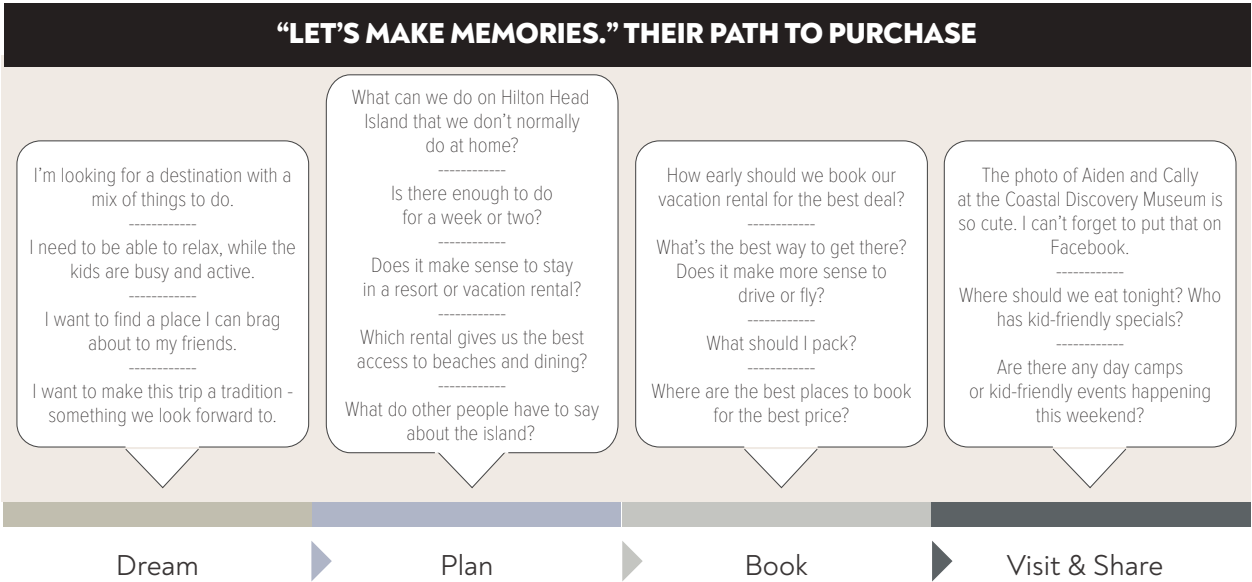 “LET’S MAKE MEMORIES.” THEIR PATH TO PURCHASE
I’m looking for a destination with a
mix of things to do.
------------
I need to be able to relax, while the
kids are busy and active.
------------
I want to find a place I can brag
about to my friends.
------------
I want to make this trip a tradition -
something we look forward to.
What can we do on Hilton Head
Island that we don’t normally
do at home?
------------
Is there enough to do
for a week or two?
------------
Does it make sense to stay
in a resort or vacation rental?
------------
Which rental gives us the best
access to beaches and dining?
------------
What do other people have to say
about the island?
How early should we book our
vacation rental for the best deal?
------------
What’s the best way to get there?
Does it make more sense to
drive or fly?
------------
What should I pack?
------------
Where are the best places to book
for the best price?
The photo of Aiden and Cally
at the Coastal Discovery Museum is
so cute. I can’t forget to put that on
Facebook.
------------
Where should we eat tonight? Who
has kid-friendly specials?
------------
Are there any day camps
or kid-friendly events happening
this weekend?
Dream
Plan
Book
Visit & Share